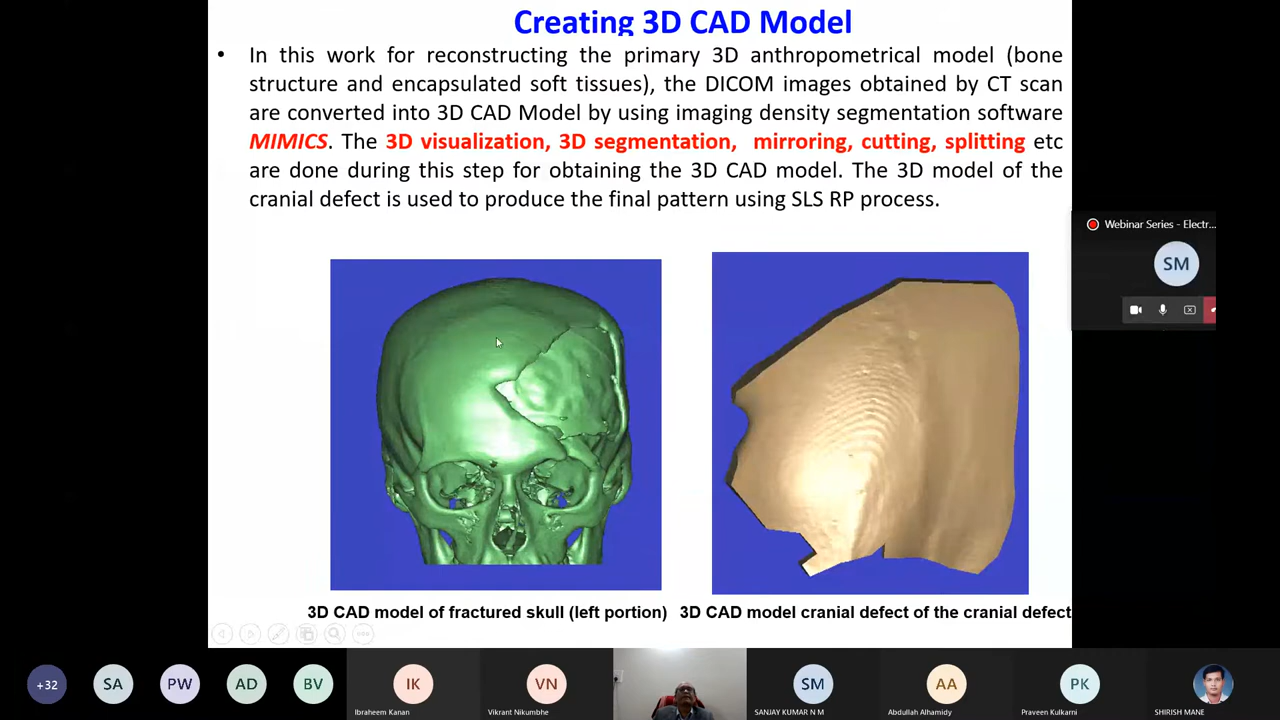 Creating 3D CAD Model
• In this work for reconstructing the primary 3D anthropometrical model (bone
structure and encapsulated soft tissues), the DICOM images obtained by CT scan
are converted into 3D CAD Model by using imaging density segmentation software
MIMICS. The 3D visualization, 3D segmentation, mirroring, cutting, splitting etc
are done during this step for obtaining the 3D CAD model. The 3D model of the
cranial defect is used to produce the final pattern using SLS RP process.
Webinar Series - Electr...
SM
3D CAD model of fractured skull (left portion)
3D CAD model cranial defect of the cranial defect
+32
SA
PW
AD
BV
IK
Ibraheem Kanan
VN
Vikrant Nikumbhe
SM
SANJAY KUMAR N M
AA
Abdullah Alhamidy
PK
Praveen Kulkarni
SHIRISH MANE